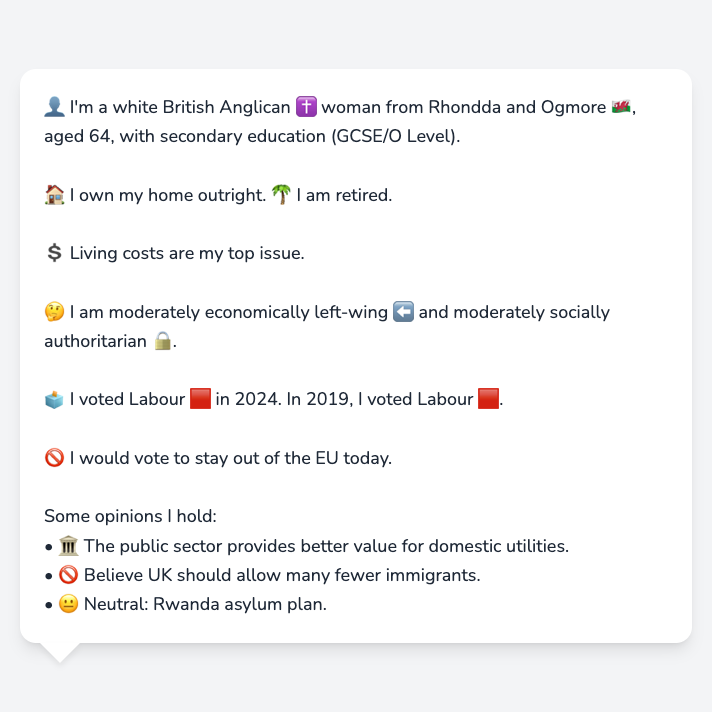 👤 I'm a white British Anglican ✝️ woman from Rhondda and Ogmore 🏴󠁧󠁢󠁷󠁬󠁳󠁿,
aged 64, with secondary education (GCSE/O Level).
🏠 I own my home outright. 🌴 I am retired.
💲 Living costs are my top issue.
🤔 I am moderately economically left-wing ⬅️ and moderately socially
authoritarian 🔒.
🗳️ I voted Labour 🟥 in 2024. In 2019, I voted Labour 🟥.
🚫 I would vote to stay out of the EU today.
Some opinions I hold:
• 🏛️ The public sector provides better value for domestic utilities.
• 🚫 Believe UK should allow many fewer immigrants.
• 😐 Neutral: Rwanda asylum plan.